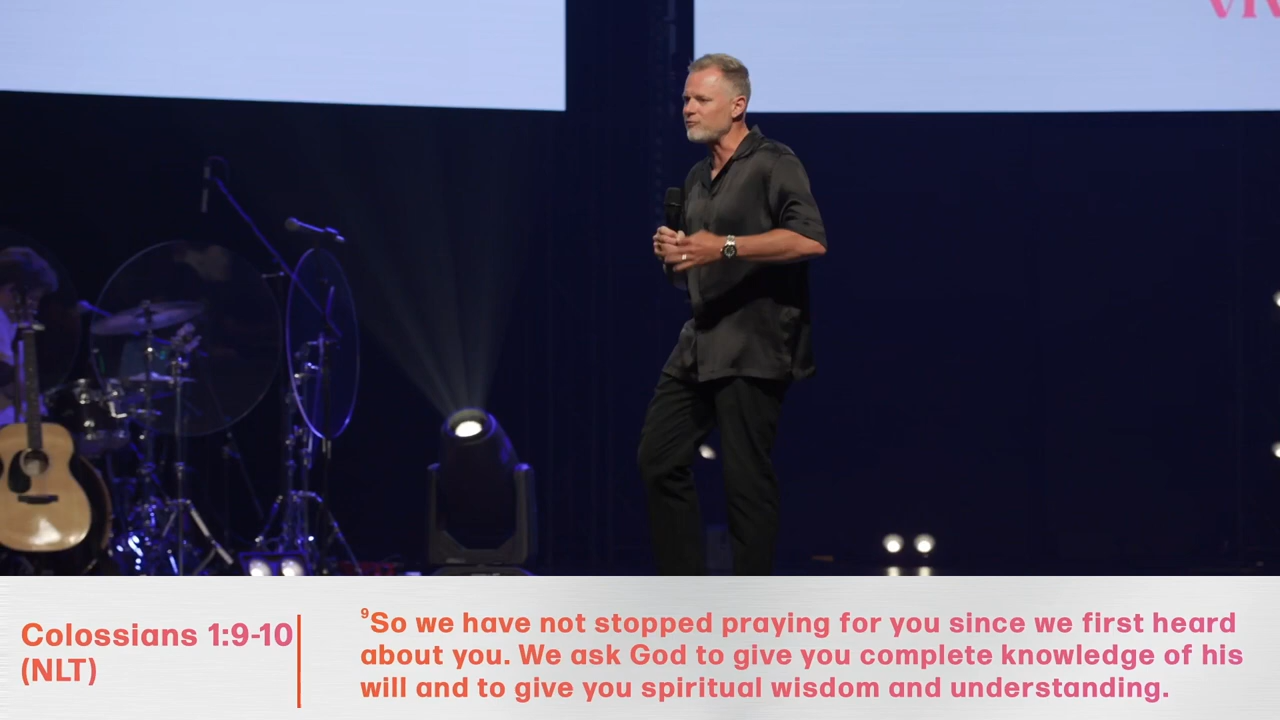 Colossians 1:9-10
(NLT)
⁹So we have not stopped praying for you since we first heard
about you. We ask God to give you complete knowledge of his
will and to give you spiritual wisdom and understanding.